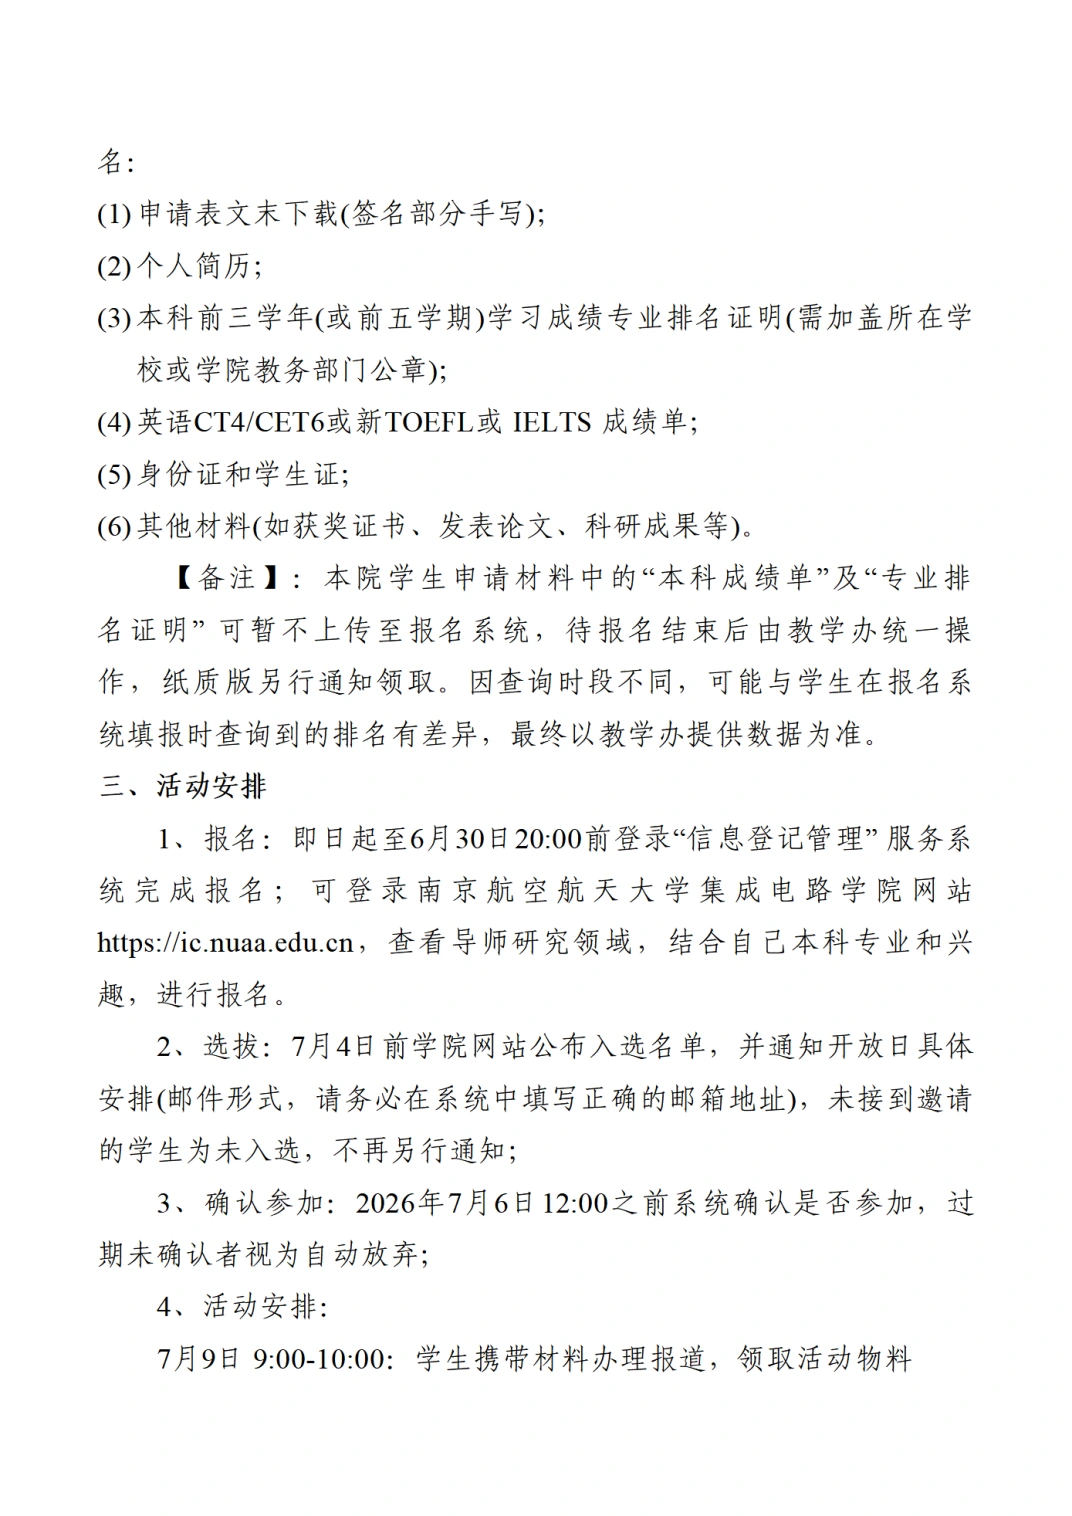 名：
(1)申请表文末下载(签名部分手写)；
(2)个人简历；
(3)本科前三学年(或前五学期)学习成绩专业排名证明(需加盖所在学
校或学院教务部门公章)；
(4)英语CT4/CET6或新TOEFL或 IELTS 成绩单；
(5)身份证和学生证；
(6)其他材料(如获奖证书、发表论文、科研成果等)。
【备注】：本院学生申请材料中的“本科成绩单”及“专业排
名证明” 可暂不上传至报名系统，待报名结束后由教学办统一操
作，纸质版另行通知领取。因查询时段不同，可能与学生在报名系
统填报时查询到的排名有差异，最终以教学办提供数据为准。
三、活动安排
1、报名：即日起至6月30日20:00前登录“信息登记管理” 服务系
统完成报名；可登录南京航空航天大学集成电路学院网站
https://ic.nuaa.edu.cn，查看导师研究领域，结合自己本科专业和兴
趣，进行报名。
2、选拔：7月4日前学院网站公布入选名单，并通知开放日具体
安排(邮件形式，请务必在系统中填写正确的邮箱地址)，未接到邀请
的学生为未入选，不再另行通知；
3、确认参加：2026年7月6日12:00之前系统确认是否参加，过
期未确认者视为自动放弃；
4、活动安排：
7月9日 9:00-10:00：学生携带材料办理报道，领取活动物料